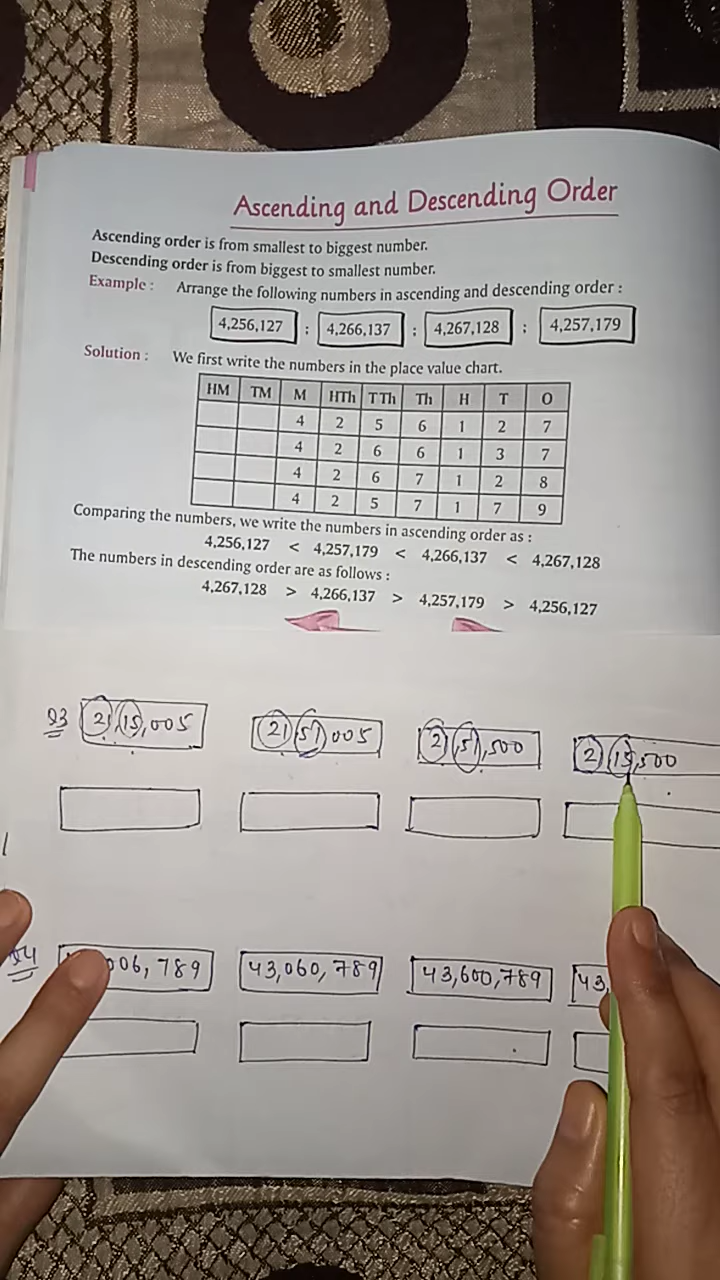 Ascending and Descending Order
Ascending order is from smallest to biggest number.
Descending order is from biggest to smallest number.
Example : Arrange the following numbers in ascending and descending order :
4,256,127 : 4,266,137 : 4,267,128 : 4,257,179
Solution : We first write the numbers in the place value chart.
HM TM M HTh TTh Th H T O
4 2 5 6 1 2 7
4 2 6 6 1 3 7
4 2 6 7 1 2 8
4 2 5 7 1 7 9
Comparing the numbers, we write the numbers in ascending order as :
4,256,127 < 4,257,179 < 4,266,137 < 4,267,128
The numbers in descending order are as follows :
4,267,128 > 4,266,137 > 4,257,179 > 4,256,127
Q3 2,15,005 2,51,005 2,51,500 2,15,500
Q4 006,789 43,060,789 43,600,789 43,